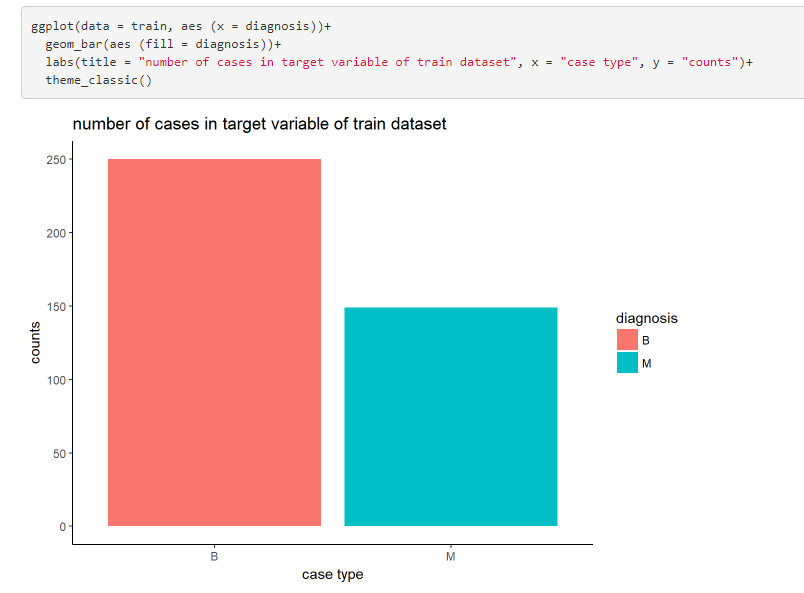 ggplot(data = train, aes (x = diagnosis))+
  geom_bar(aes (fill = diagnosis))+
  labs(title = "number of cases in target variable of train dataset", x = "case type", y = "counts")+
  theme_classic()
number of cases in target variable of train dataset
250
200
150
100
50
0
counts
B
M
case type
diagnosis
B
M